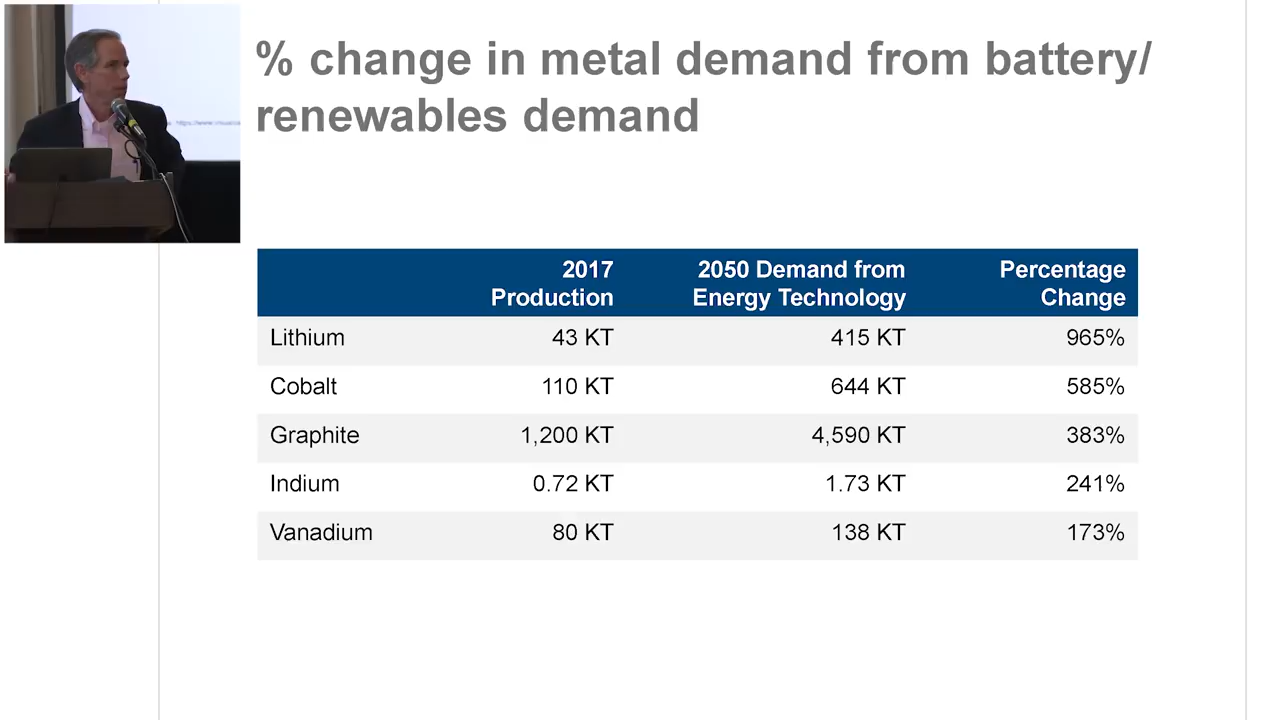 % change in metal demand from battery/
renewables demand
2017 Production 2050 Demand from Energy Technology Percentage Change
Lithium 43 KT 415 KT 965%
Cobalt 110 KT 644 KT 585%
Graphite 1,200 KT 4,590 KT 383%
Indium 0.72 KT 1.73 KT 241%
Vanadium 80 KT 138 KT 173%